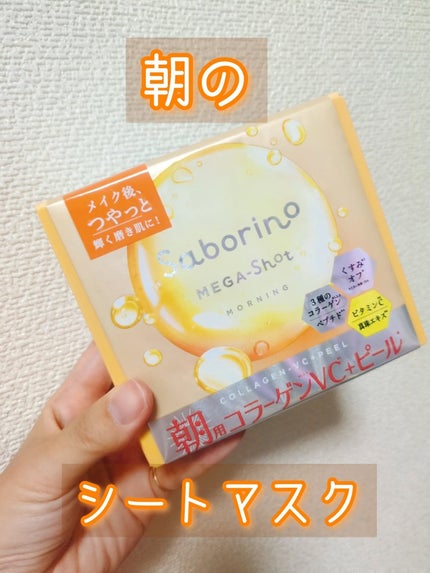 朝の
メイク後、
つやっと
輝く磨き肌に!
Saborino
MEGA-Shot
MORNING
くすみ
オフ
3種の
コラーゲン
ペプチド
ビタミンC
真珠エキス
COLLAGEN・VC+PEEL
朝用コラーゲンVC+ピール
シートマスク